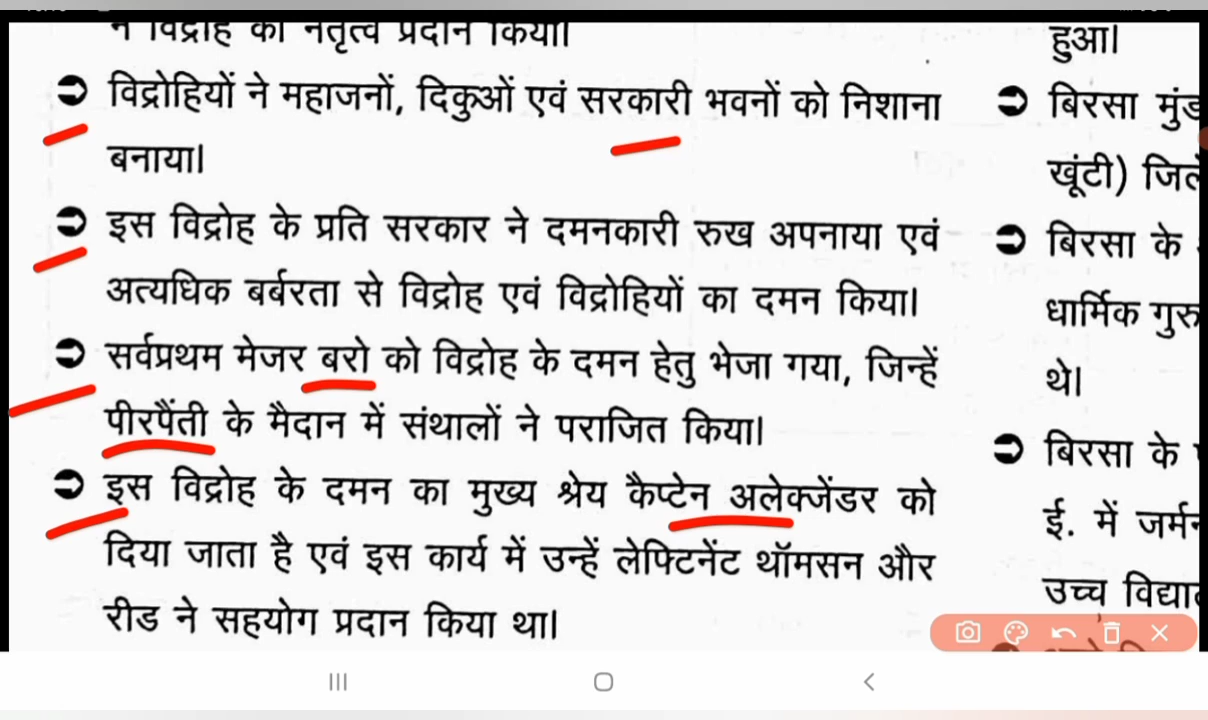 ने विद्रोह को नेतृत्व प्रदान किया।
विद्रोहियों ने महाजनों, दिकुओं एवं सरकारी भवनों को निशाना
बनाया।
इस विद्रोह के प्रति सरकार ने दमनकारी रुख अपनाया एवं
अत्यधिक बर्बरता से विद्रोह एवं विद्रोहियों का दमन किया।
सर्वप्रथम मेजर बरो को विद्रोह के दमन हेतु भेजा गया, जिन्हें
पीरपैंती के मैदान में संथालों ने पराजित किया।
इस विद्रोह के दमन का मुख्य श्रेय कैप्टेन अलेक्जेंडर को
दिया जाता है एवं इस कार्य में उन्हें लेफ्टिनेंट थॉमसन और
रीड ने सहयोग प्रदान किया था।
हुआ।
बिरसा
खूंटी)
बिरसा के
धार्मिक
थे।
बिरसा के
ई. में
उच्च